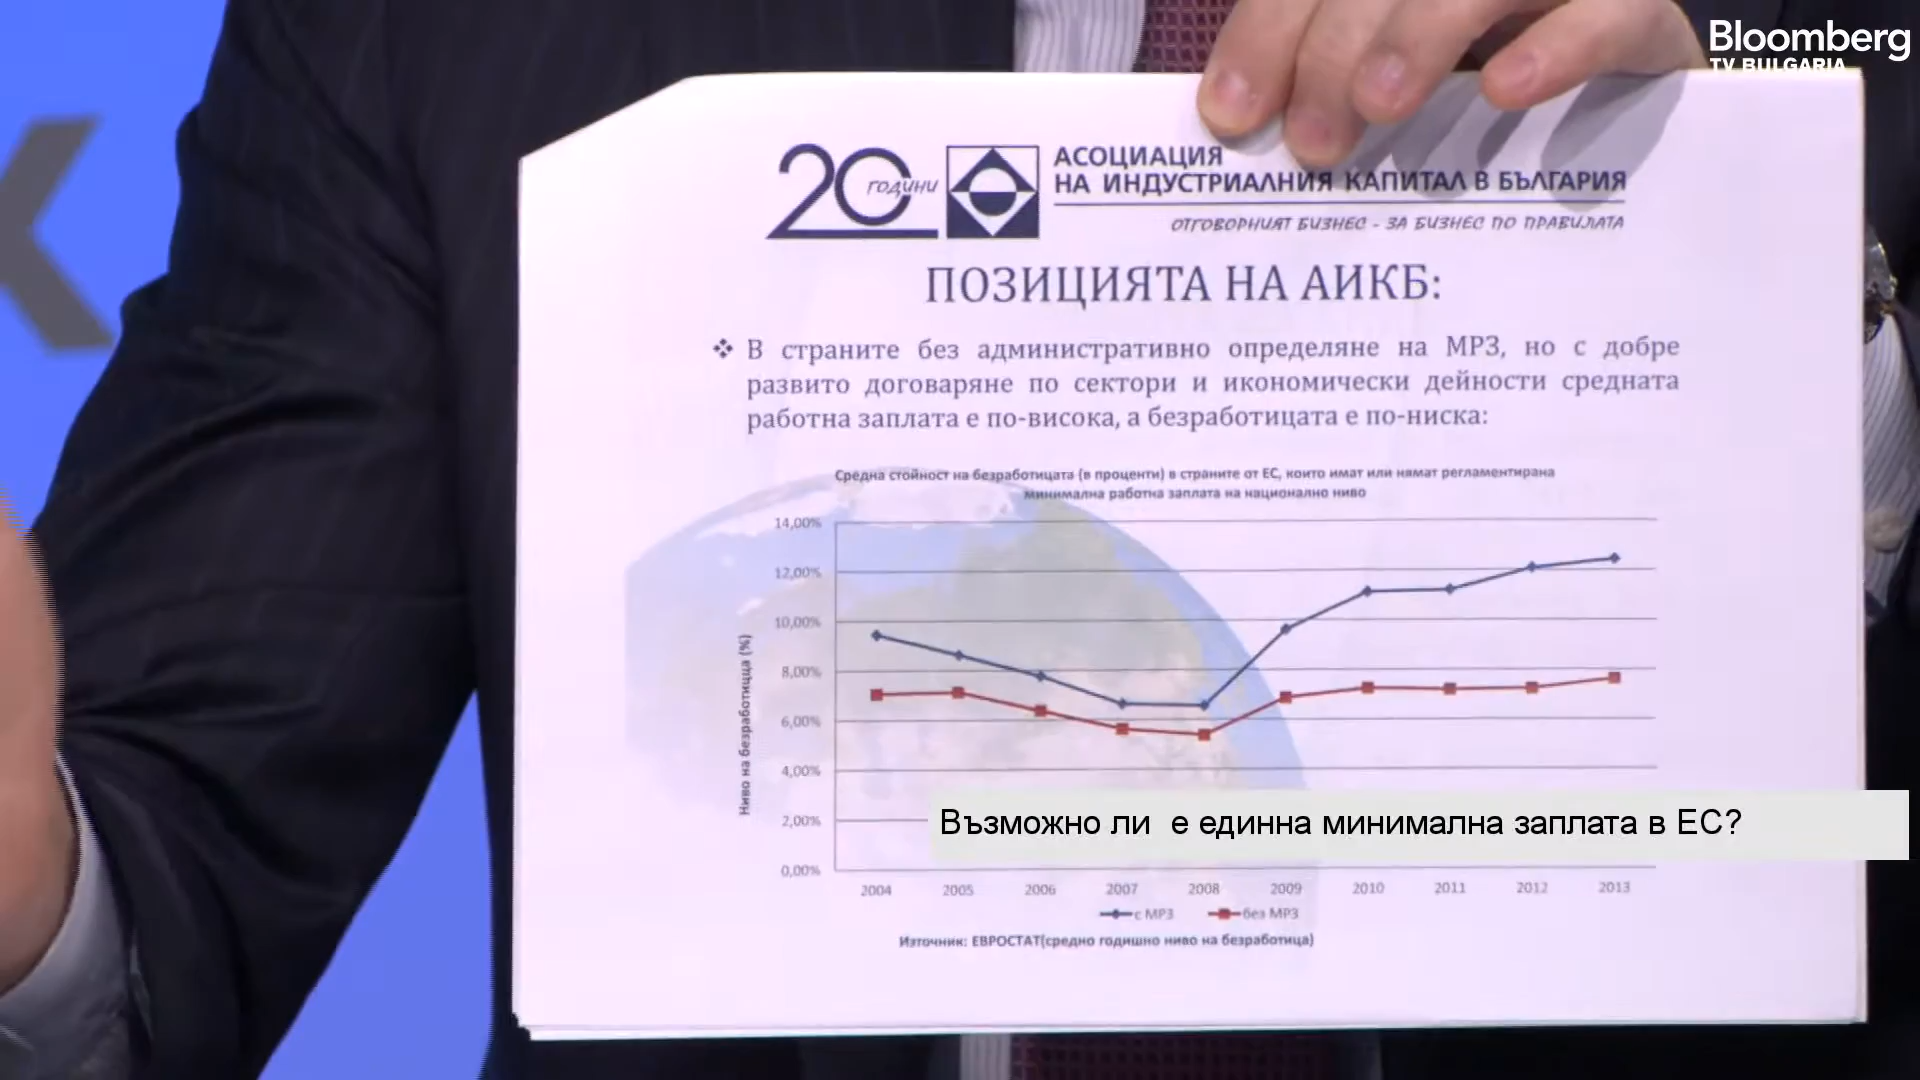 Bloomberg
TV BULGARIA
20 години
АСОЦИАЦИЯ
НА ИНДУСТРИАЛНИЯ КАПИТАЛ В БЪЛГАРИЯ
ОТГОВОРНИЯТ БИЗНЕС - ЗА БИЗНЕС ПО ПРАВИЛАТА
ПОЗИЦИЯТА НА АИКБ:
❖ В страните без административно определяне на МРЗ, но с добре
развито договаряне по сектори и икономически дейности средната
работна заплата е по-висока, а безработицата е по-ниска:
Средна стойност на безработицата (в проценти) в страните от ЕС, които имат или нямат регламентирана
минимална работна заплата на национално ниво
Ниво на безработицца (%)
14,00%
12,00%
10,00%
8,00%
6,00%
4,00%
2,00%
0,00%
Възможно ли  е единна минимална заплата в ЕС?
2004 2005 2006 2007 2008 2009 2010 2011 2012 2013
с МРЗ без МРЗ
Източник: ЕВРОСТАТ(средно годишно ниво на безработица)